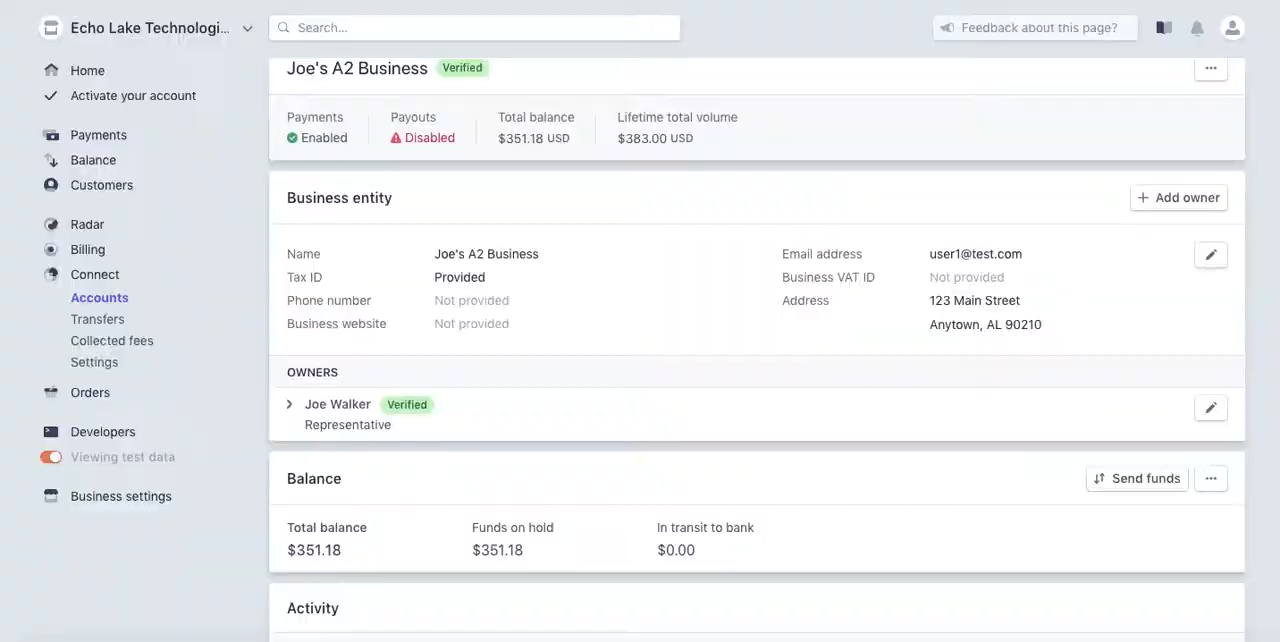 Echo Lake Technologi...
Search...
Feedback about this page?
Home
Activate your account
Payments
Balance
Customers
Radar
Billing
Connect
Accounts
Transfers
Collected fees
Settings
Orders
Developers
Viewing test data
Business settings
Joe's A2 Business Verified
Payments Payouts Total balance Lifetime total volume
Enabled Disabled $351.18 USD $383.00 USD
Business entity + Add owner
Name Joe's A2 Business Email address user1@test.com
Tax ID Provided Business VAT ID Not provided
Phone number Not provided Address 123 Main Street
Business website Not provided Anytown, AL 90210
OWNERS
Joe Walker Verified
Representative
Balance Send funds
Total balance Funds on hold In transit to bank
$351.18 $351.18 $0.00
Activity